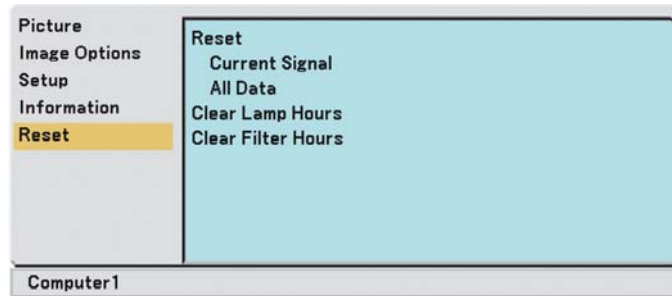 Picture
Image Options
Setup
Information
Reset
Reset
Current Signal
All Data
Clear Lamp Hours
Clear Filter Hours
Computer1